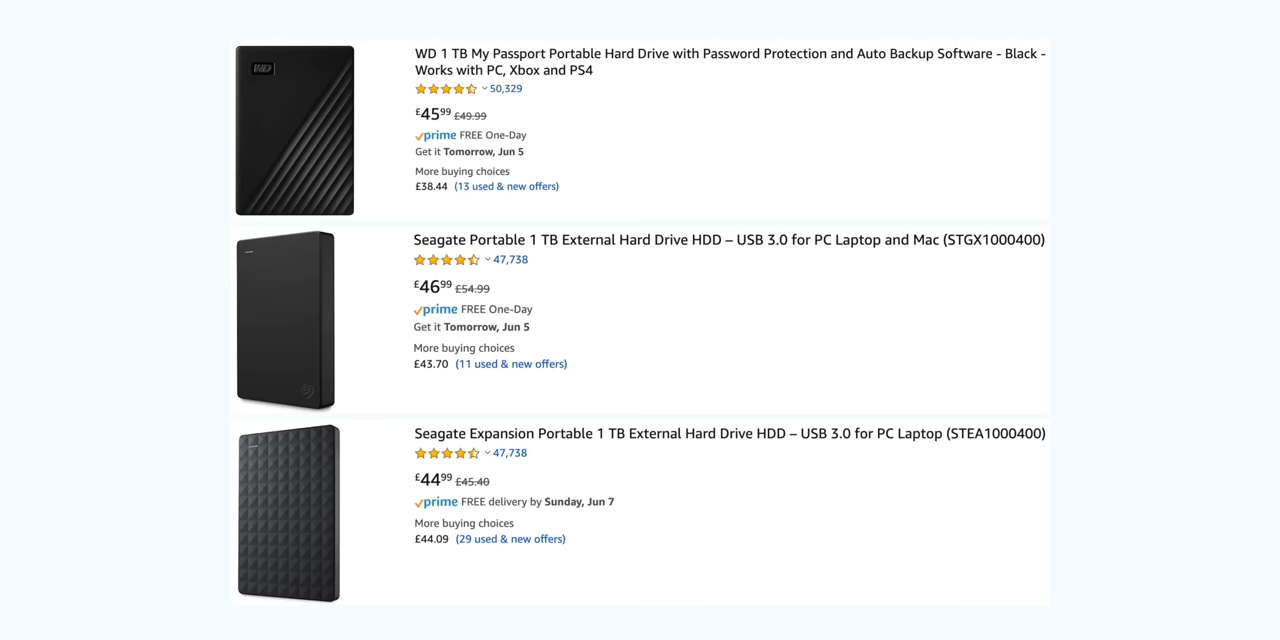 WD
WD 1 TB My Passport Portable Hard Drive with Password Protection and Auto Backup Software - Black -
Works with PC, Xbox and PS4
50,329
£45⁹⁹ £49.99
prime FREE One-Day
Get it Tomorrow, Jun 5
More buying choices
£38.44 (13 used & new offers)
Seagate Portable 1 TB External Hard Drive HDD – USB 3.0 for PC Laptop and Mac (STGX1000400)
47,738
£46⁹⁹ £54.99
prime FREE One-Day
Get it Tomorrow, Jun 5
More buying choices
£43.70 (11 used & new offers)
Seagate Expansion Portable 1 TB External Hard Drive HDD – USB 3.0 for PC Laptop (STEA1000400)
47,738
£44⁹⁹ £45.40
prime FREE delivery by Sunday, Jun 7
More buying choices
£44.09 (29 used & new offers)